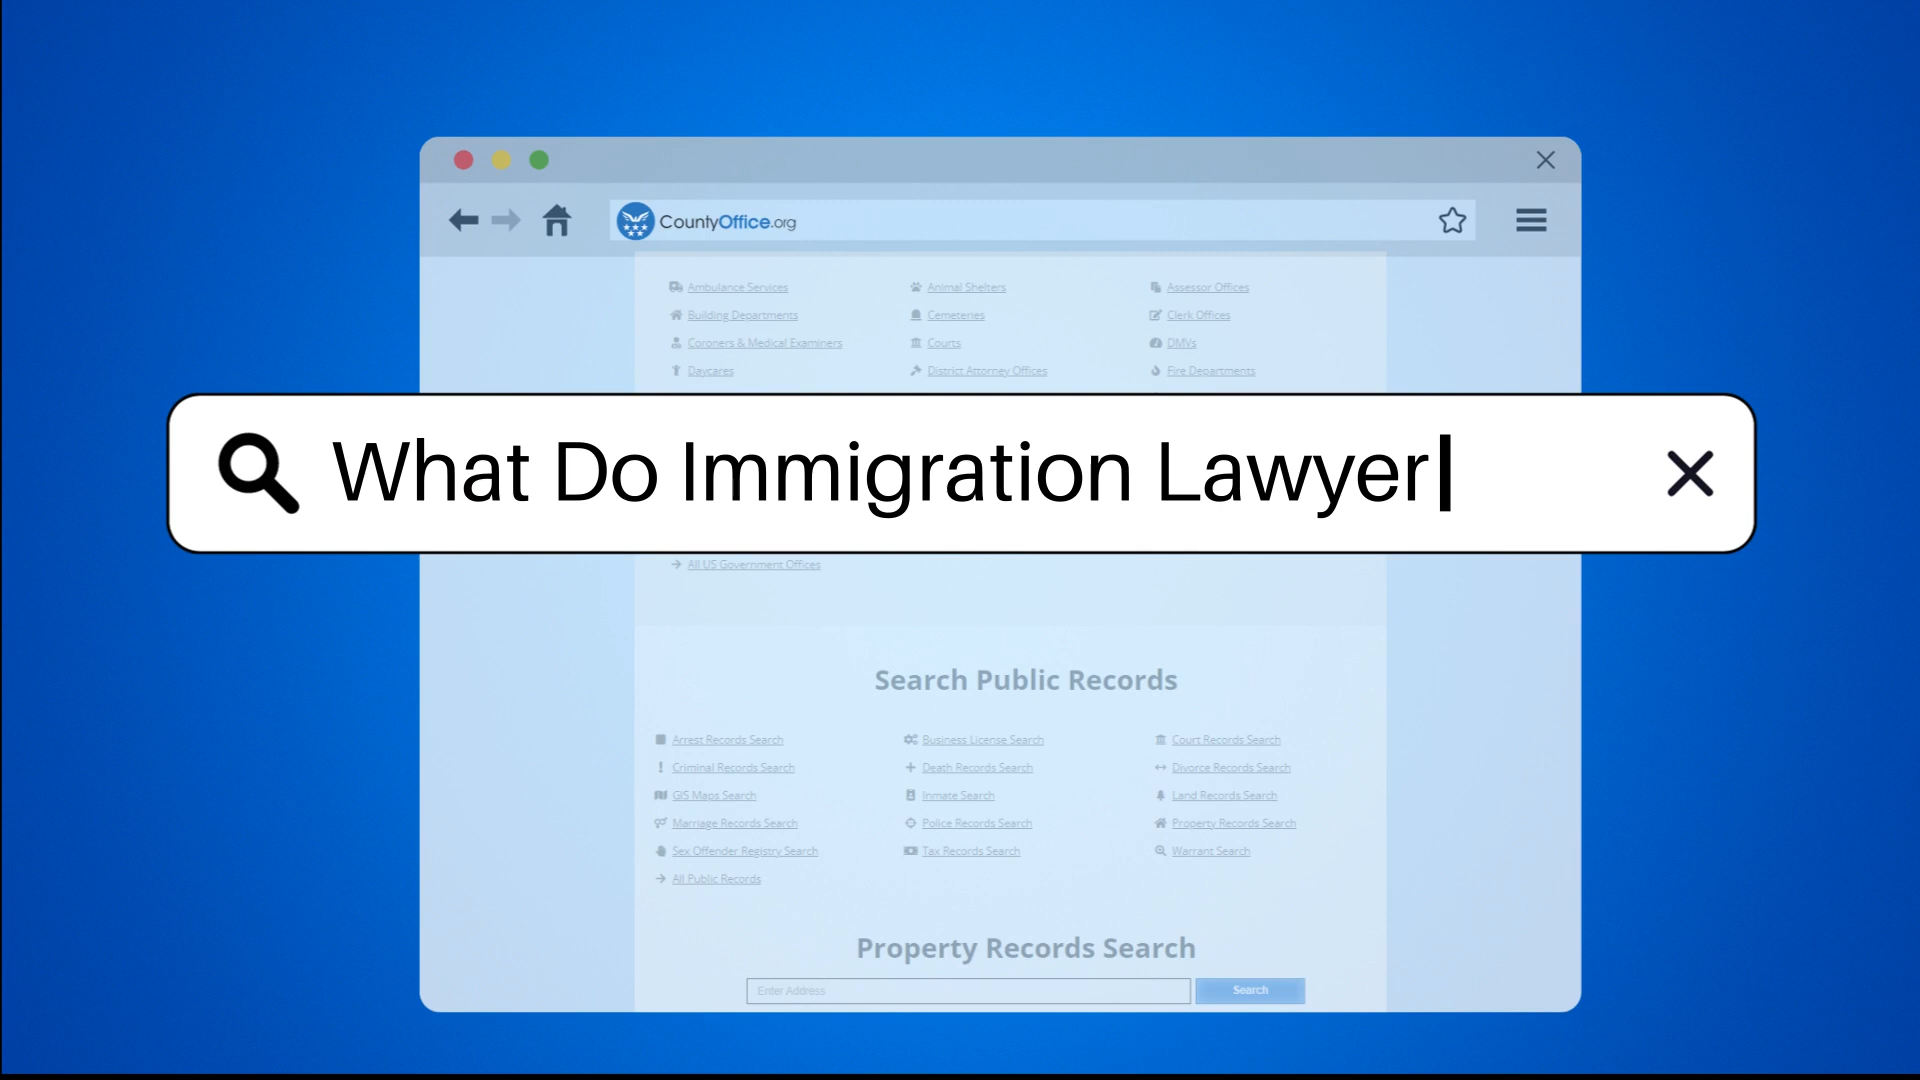 CountyOffice.org
Ambulance Services Animal Shelters Assessor Offices
Building Departments Cemeteries Clerk Offices
Coroners & Medical Examiners Courts DMVs
Daycares District Attorney Offices Fire Departments
What Do Immigration Lawyer
All US Government Offices
Search Public Records
Arrest Records Search Business License Search Court Records Search
Criminal Records Search Death Records Search Divorce Records Search
GIS Maps Search Inmate Search Land Records Search
Marriage Records Search Police Records Search Property Records Search
Sex Offender Registry Search Tax Records Search Warrant Search
All Public Records
Property Records Search
Enter Address Search